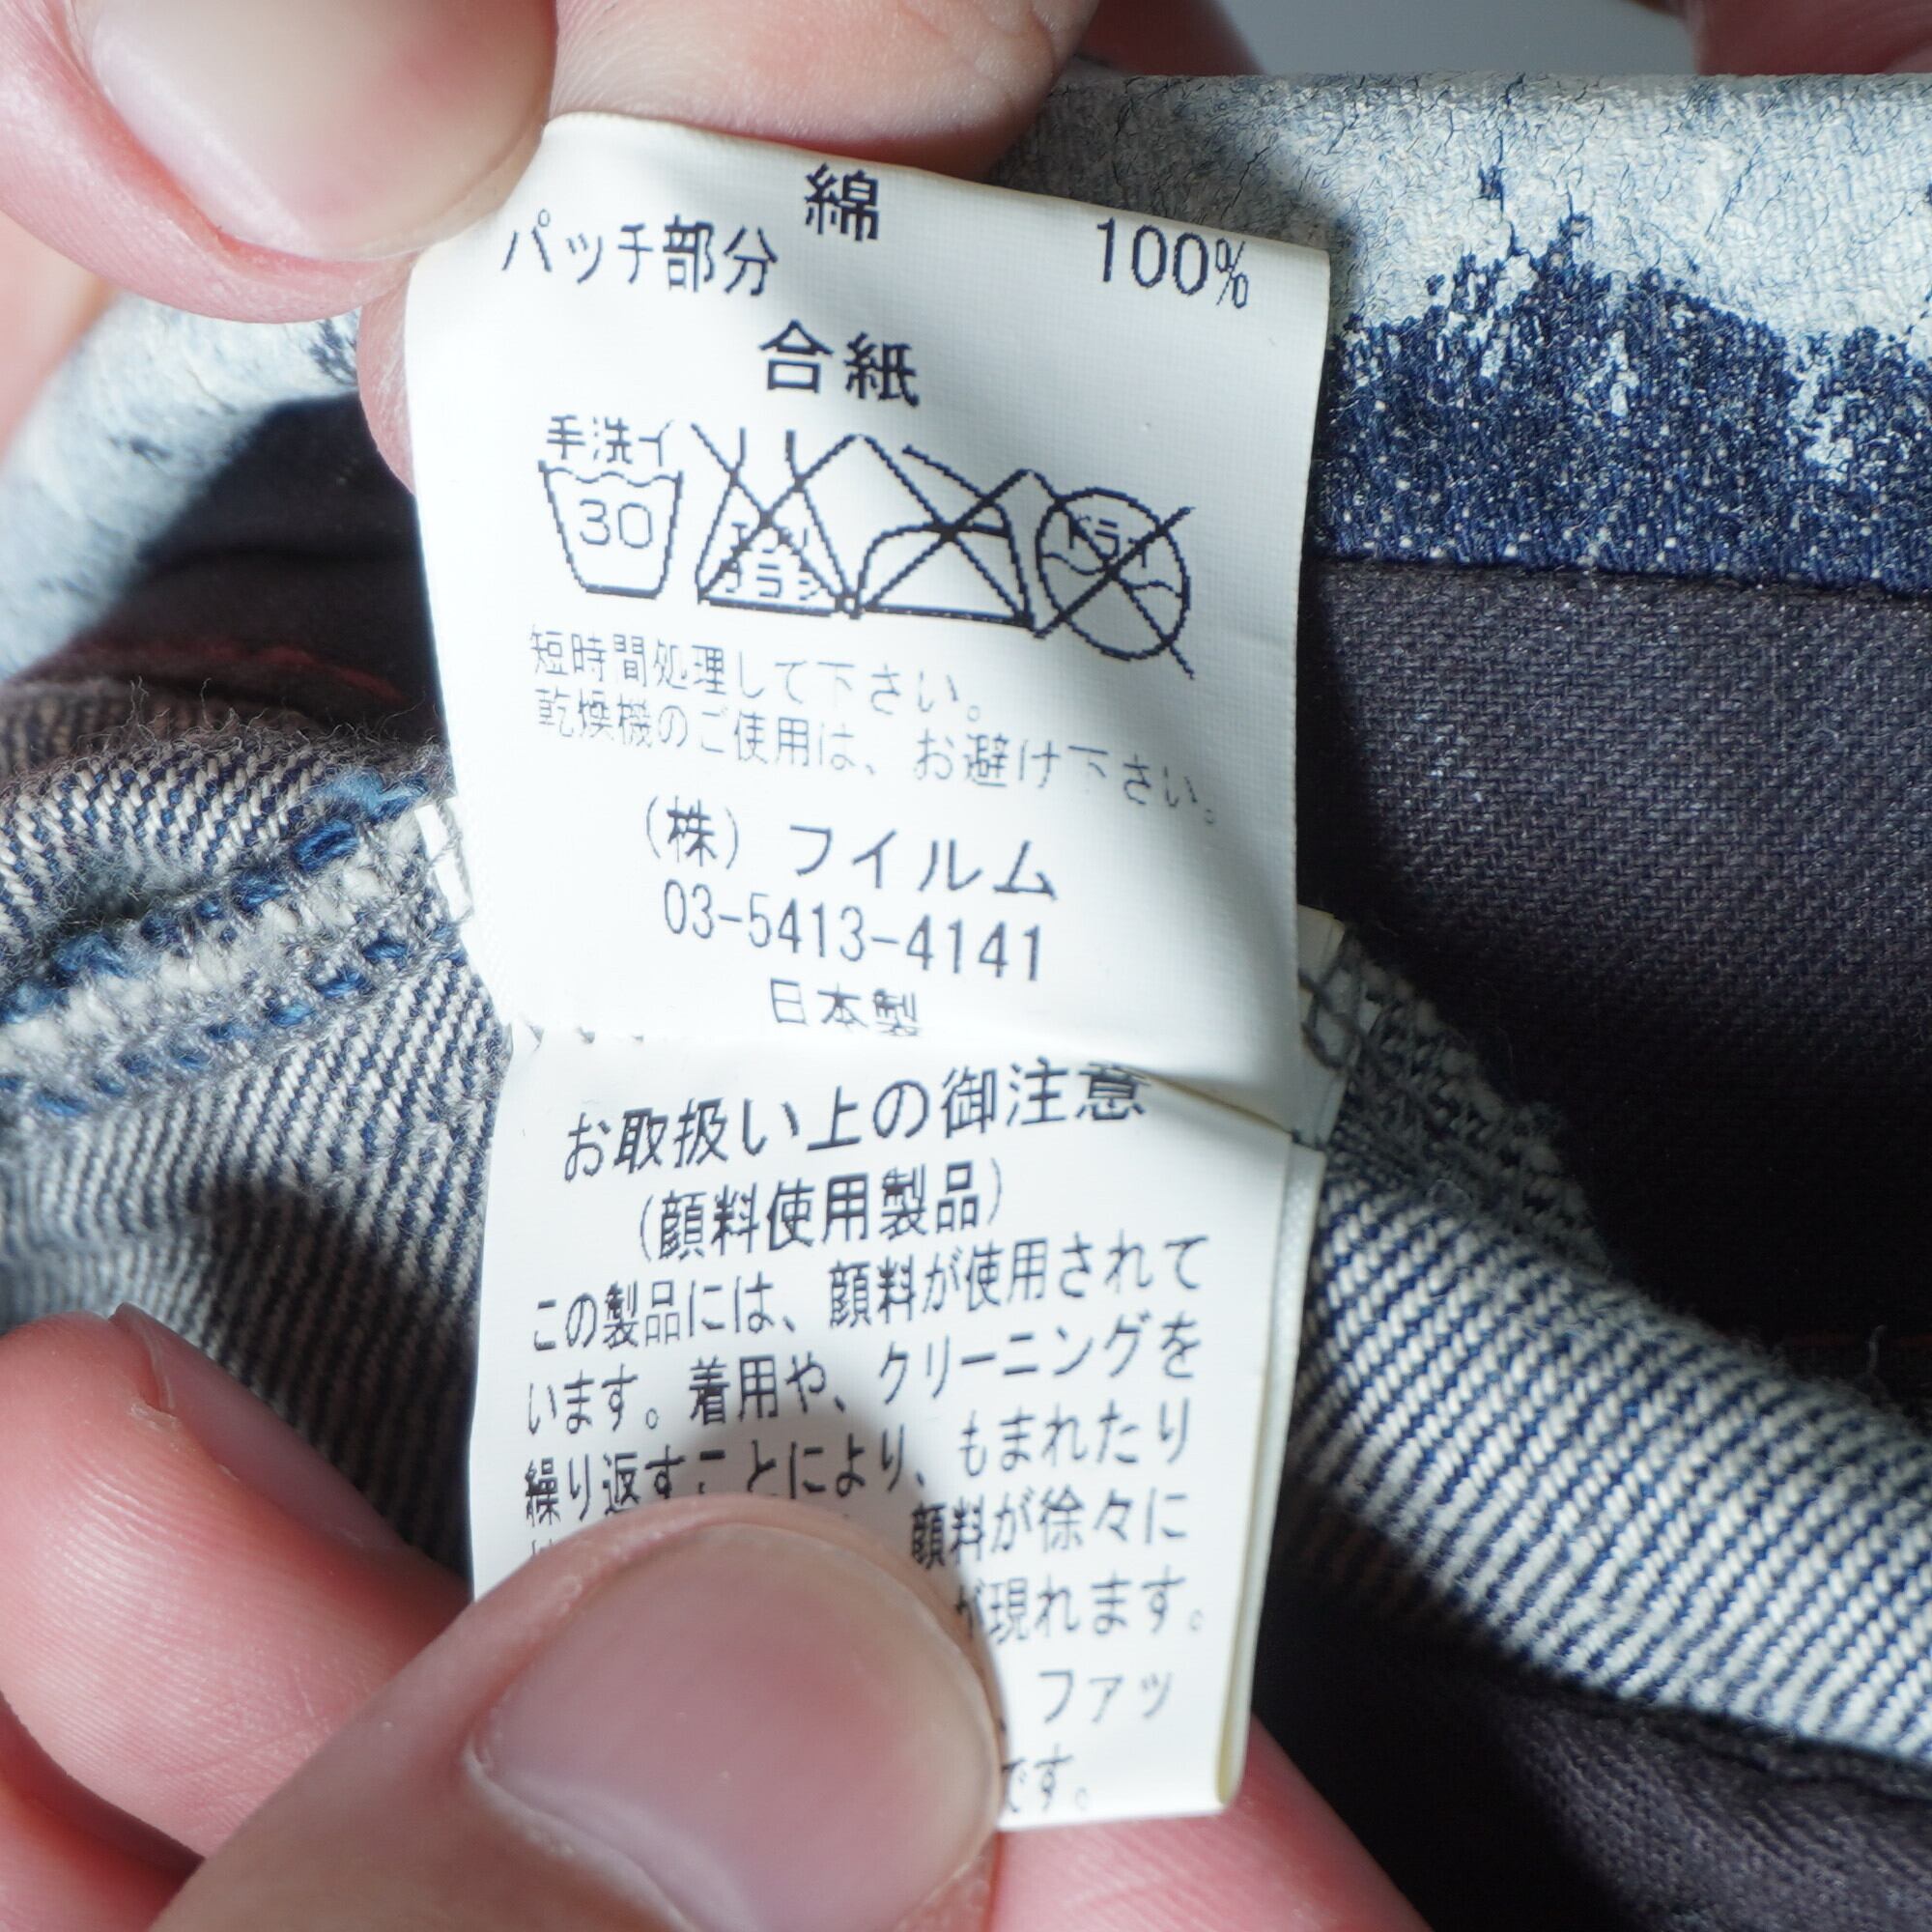 綿 100%
パッチ部分
合紙
手洗イ
30
エンソ
ドライ
短時間処理して下さい。
乾燥機のご使用は、お避け下さい。
(株) フイルム
03-5413-4141
日本製
お取扱い上の御注意
(顔料使用製品)
この製品には、顔料が使用されて
います。着用や、クリーニングを
繰り返すことにより、もまれたり
顔料が徐々に
が現れます。
ファッ
です。